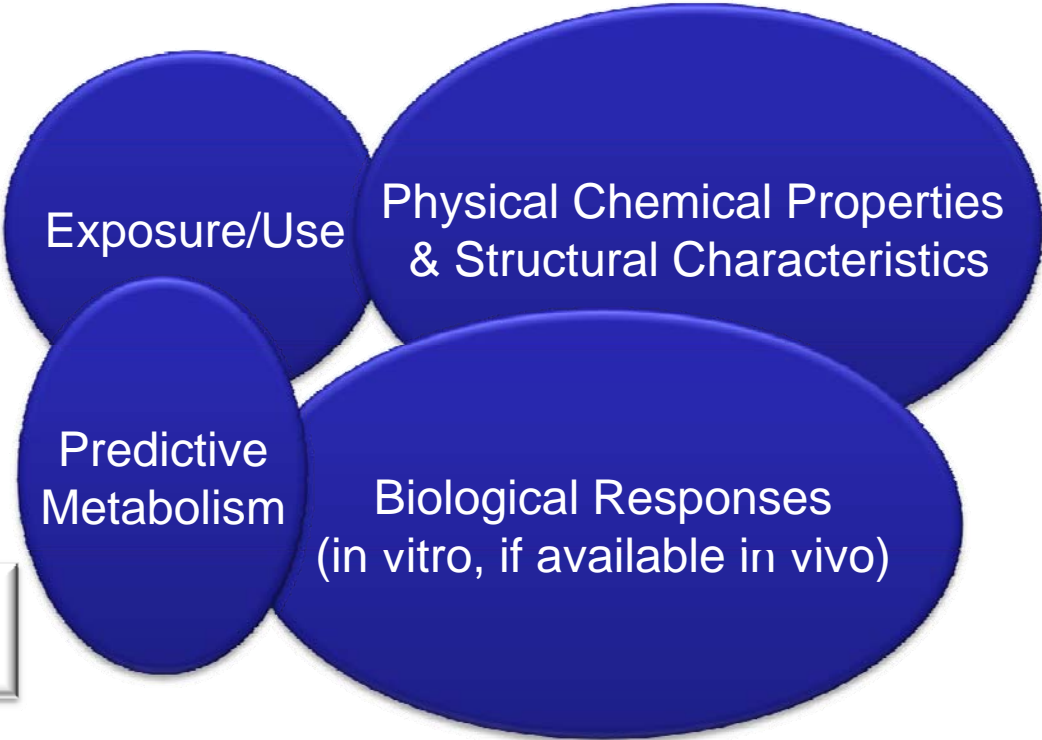 Exposure/Use
Physical Chemical Properties
& Structural Characteristics
Predictive
Metabolism
Biological Responses
(in vitro, if available in vivo)